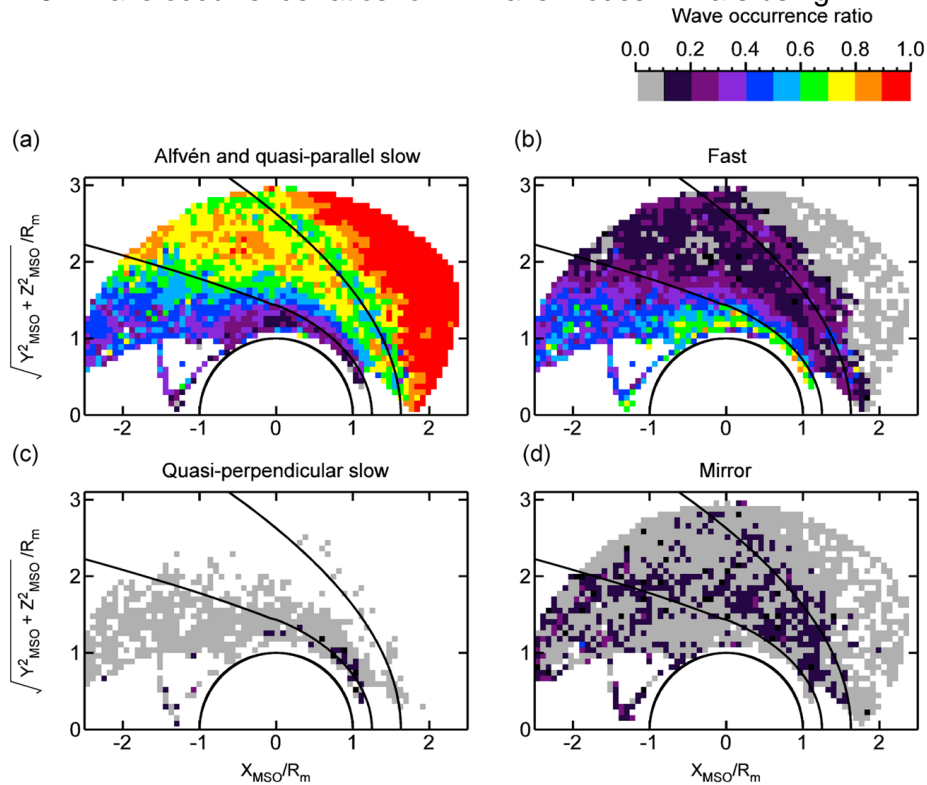 Wave occurrence ratio
0.0 0.2 0.4 0.6 0.8 1.0
(a)
Alfvén and quasi-parallel slow
(b)
Fast
3
2
1
0
√Y²MSO + Z²MSO /Rm
-2 -1 0 1 2
3
2
1
0
-2 -1 0 1 2
(c)
Quasi-perpendicular slow
(d)
Mirror
3
2
1
0
√Y²MSO + Z²MSO /Rm
-2 -1 0 1 2
XMSO/Rm
3
2
1
0
-2 -1 0 1 2
XMSO/Rm